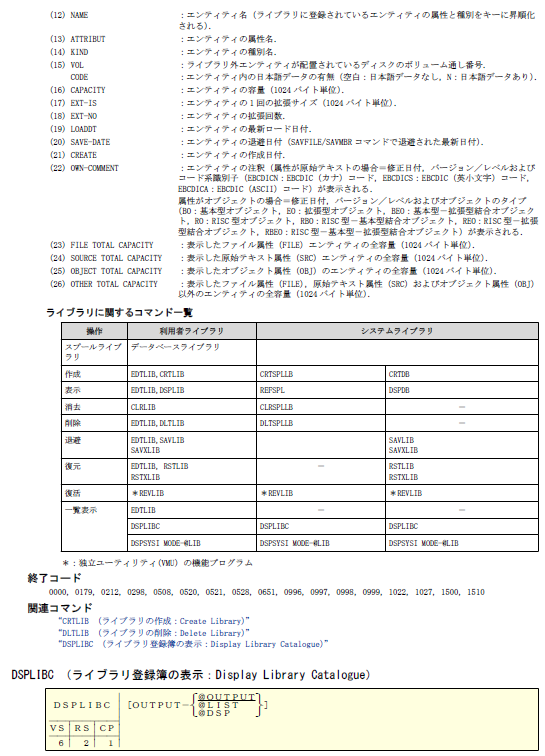 (12) NAME ：エンティティ名（ライブラリに登録されているエンティティの属性と種別をキーに昇順化
される）．
(13) ATTRIBUT ：エンティティの属性名．
(14) KIND ：エンティティの種別名．
(15) VOL ：ライブラリ外エンティティが配置されているディスクのボリューム通し番号．
CODE ：エンティティ内の日本語データの有無（空白：日本語データなし，N：日本語データあり）．
(16) CAPACITY ：エンティティの容量（1024 バイト単位）．
(17) EXT-IS ：エンティティの１回の拡張サイズ（1024 バイト単位）．
(18) EXT-NO ：エンティティの拡張回数．
(19) LOADDT ：エンティティの最新ロード日付．
(20) SAVE-DATE ：エンティティの退避日付（SAVFILE/SAVMBR コマンドで退避された最新日付）．
(21) CREATE ：エンティティの作成日付．
(22) OWN-COMMENT ：エンティティの注釈（属性が原始テキストの場合＝修正日付，バージョン／レベルおよび
コード系識別子（EBCDICN：EBCDIC（カナ）コード，EBCDICS：EBCDIC（英小文字）コード，
EBCDICA：EBCDIC（ASCII）コード）が表示される．
属性がオブジェクトの場合＝修正日付，バージョン／レベルおよびオブジェクトのタイプ
（BO：基本型オブジェクト，EO：拡張型オブジェクト，BEO：基本型－拡張型結合オブジェク
ト，RO：RISC 型オブジェクト，RBO：RISC 型－基本型結合オブジェクト，REO：RISC 型－拡張
型結合オブジェクト，RBEO：RISC 型－基本型－拡張型結合オブジェクト）が表示される．
(23) FILE TOTAL CAPACITY ：表示したファイル属性（FILE）エンティティの全容量（1024 バイト単位）．
(24) SOURCE TOTAL CAPACITY ：表示した原始テキスト属性（SRC）エンティティの全容量（1024 バイト単位）．
(25) OBJECT TOTAL CAPACITY ：表示したオブジェクト属性（OBJ）のエンティティの全容量（1024 バイト単位）．
(26) OTHER TOTAL CAPACITY ：表示したファイル属性（FILE），原始テキスト属性（SRC）およびオブジェクト属性（OBJ）
以外のエンティティの全容量（1024 バイト単位）．
ライブラリに関するコマンド一覧
操作 利用者ライブラリ システムライブラリ
スプールライブ データベースライブラリ
ラリ
作成 EDTLIB,CRTLIB CRTSPLLB CRTDB
表示 EDTLIB,DSPLIB REFSPL DSPDB
消去 CLRLIB CLRSPLLB －
削除 EDTLIB,DLTLIB DLTSPLLB －
退避 EDTLIB,SAVLIB SAVLIB
SAVXLIB SAVXLIB
復元 EDTLIB, RSTLIB － RSTLIB
RSTXLIB RSTXLIB
復活 ＊REVLIB ＊REVLIB ＊REVLIB
一覧表示 EDTLIB － －
DSPLIBC DSPLIBC DSPLIBC
DSPSYSI MODE-@LIB DSPSYSI MODE-@LIB DSPSYSI MODE-@LIB
＊：独立ユーティリティ(VMU) の機能プログラム
終了コード
0000, 0179, 0212, 0298, 0508, 0520, 0521, 0528, 0651, 0996, 0997, 0998, 0999, 1022, 1027, 1500, 1510
関連コマンド
“CRTLIB （ライブラリの作成：Create Library)”
“DLTLIB （ライブラリの削除：Delete Library)”
“DSPLIBC （ライブラリ登録簿の表示：Display Library Catalogue)”
DSPLIBC （ライブラリ登録簿の表示：Display Library Catalogue）
＠ＯＵＴＰＵＴ
ＤＳＰＬＩＢＣ ［ＯＵＴＰＵＴ－｛＠ＬＩＳＴ｝］
＠ＤＳＰ
ＶＳ ＲＳ ＣＰ
６ ２ １